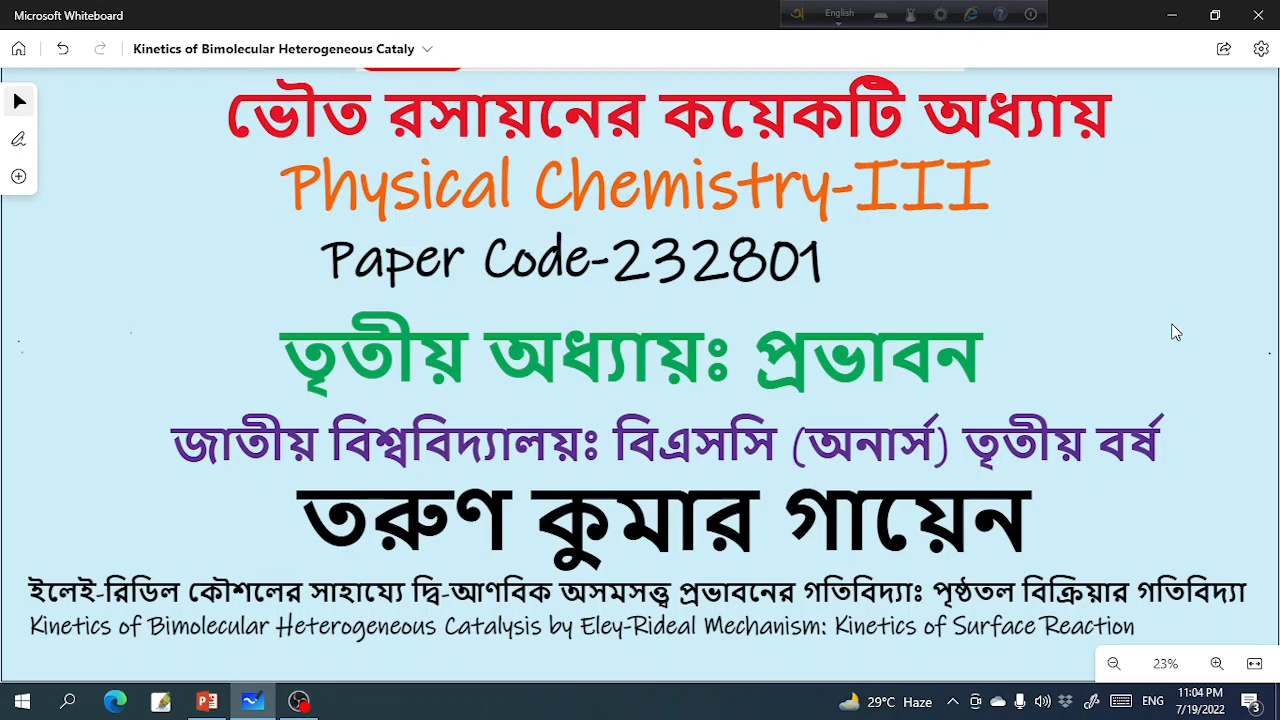 Microsoft Whiteboard
English
Kinetics of Bimolecular Heterogeneous Cataly
ভৌত রসায়নের কয়েকটি অধ্যায়
Physical Chemistry-III
Paper Code-232801
তৃতীয় অধ্যায়ঃ প্রভাবন
জাতীয় বিশ্ববিদ্যালয়ঃ বিএসসি (অনার্স) তৃতীয় বর্ষ
তরুণ কুমার গায়েন
ইলেই-রিডিল কৌশলের সাহায্যে দ্বি-আণবিক অসমসত্ত্ব প্রভাবনের গতিবিদ্যাঃ পৃষ্ঠতল বিক্রিয়ার গতিবিদ্যা
Kinetics of Bimolecular Heterogeneous Catalysis by Eley-Rideal Mechanism: Kinetics of Surface Reaction
23%
29°C Haze
ENG
11:04 PM
7/19/2022
3